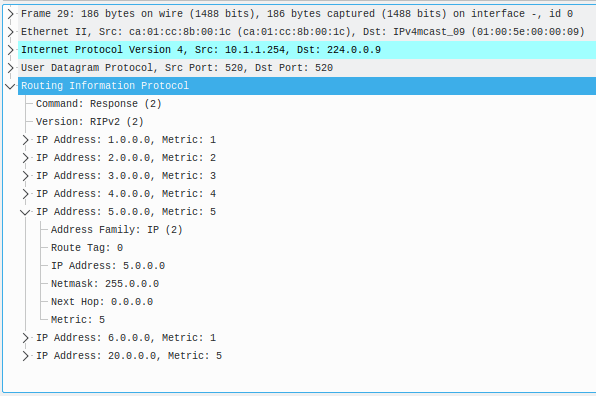 Frame 29: 186 bytes on wire (1488 bits), 186 bytes captured (1488 bits) on interface -, id 0
Ethernet II, Src: ca:01:cc:8b:00:1c (ca:01:cc:8b:00:1c), Dst: IPv4mcast_09 (01:00:5e:00:00:09)
Internet Protocol Version 4, Src: 10.1.1.254, Dst: 224.0.0.9
User Datagram Protocol, Src Port: 520, Dst Port: 520
Routing Information Protocol
Command: Response (2)
Version: RIPv2 (2)
IP Address: 1.0.0.0, Metric: 1
IP Address: 2.0.0.0, Metric: 2
IP Address: 3.0.0.0, Metric: 3
IP Address: 4.0.0.0, Metric: 4
IP Address: 5.0.0.0, Metric: 5
Address Family: IP (2)
Route Tag: 0
IP Address: 5.0.0.0
Netmask: 255.0.0.0
Next Hop: 0.0.0.0
Metric: 5
IP Address: 6.0.0.0, Metric: 1
IP Address: 20.0.0.0, Metric: 5